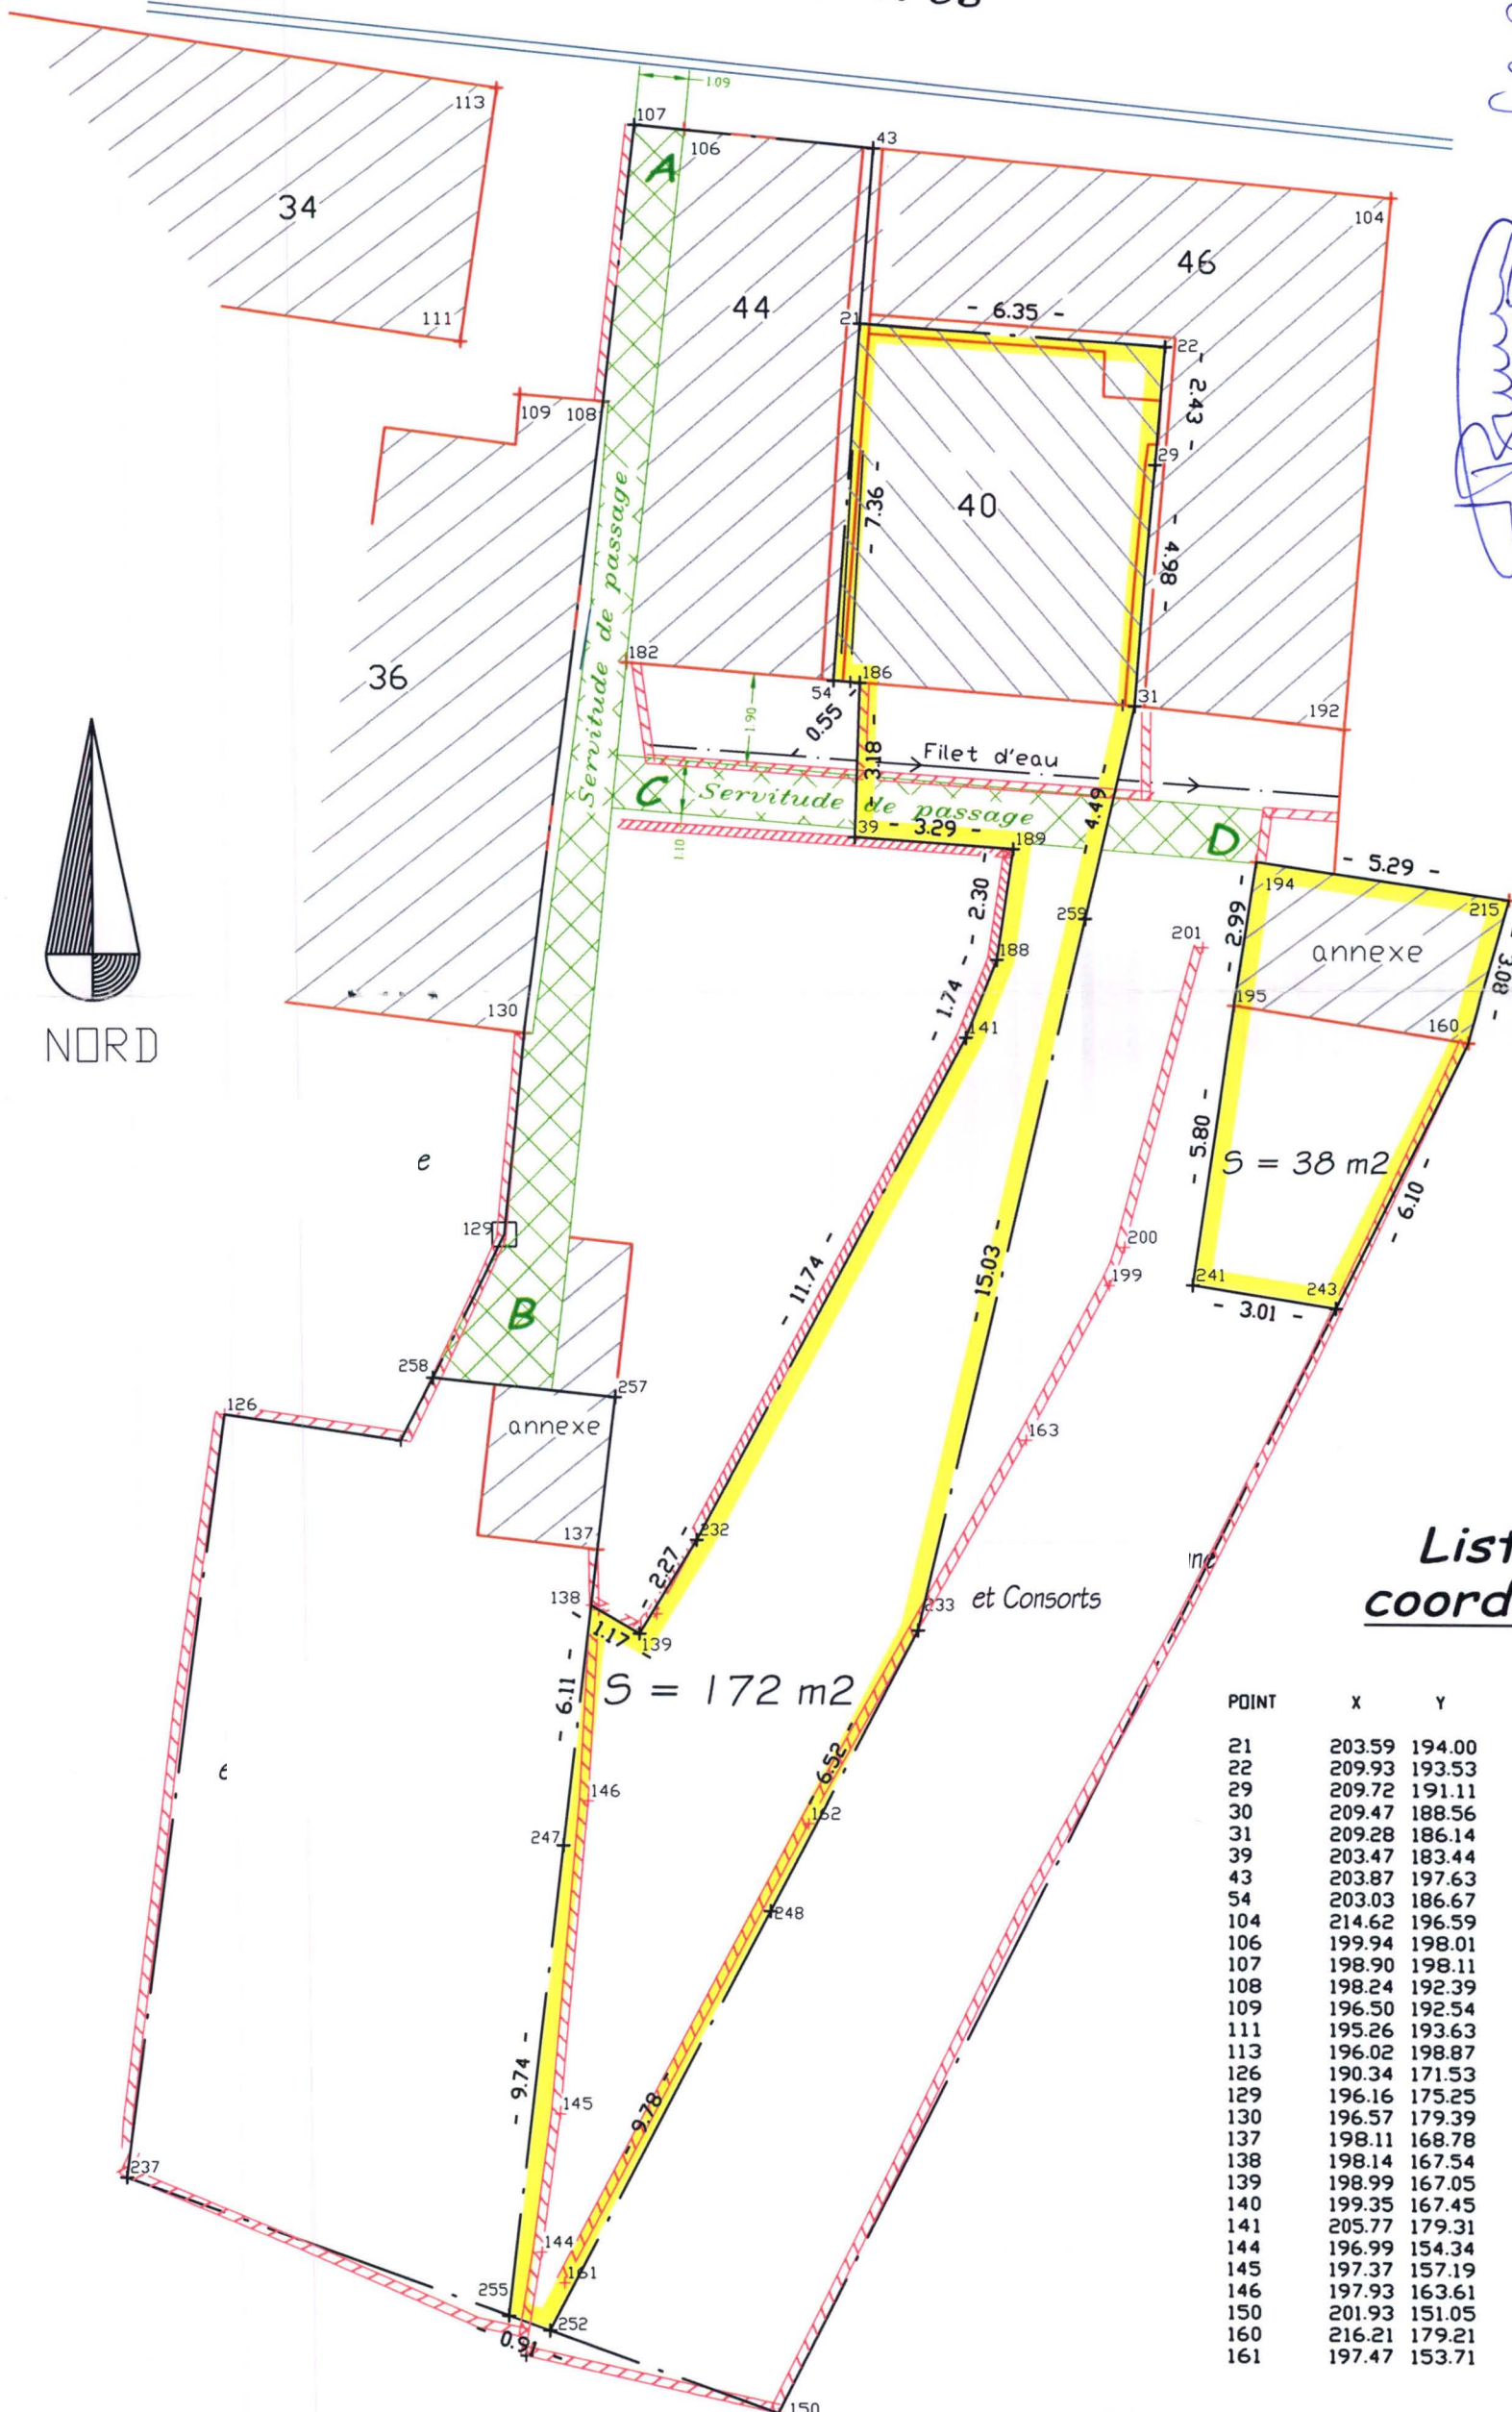 1.09
113
107
106
43
A
34
104
46
44
111
21
- 6.35 -
22
- 2.43 -
109 108
29
Servitude de passage
- 7.36 -
40
- 4.98 -
182
36
186
54
31
192
0.55
1.90
- 3.18 -
Filet d'eau
C
Servitude de passage
- 4.49 -
39 - 3.29 -
189
D
1.10
- 5.29 -
194
215
- 2.30 -
- 2.99 -
259
201
annexe
- 3.08 -
188
195
130
160
- 1.74 -
141
NORD
- 5.80 -
e
S = 38 m2
- 6.10 -
129
200
- 11.74 -
- 15.03 -
199
241
243
B
- 3.01 -
258
257
126
annexe
163
137
232
List
ne
- 2.27 -
138
233
et Consorts
coord
1.17
139
- 6.11 -
S = 172 m2
- 6.52 -
e
146
162
247
248
- 9.74 -
- 9.78 -
145
237
144
161
255
252
- 0.91 -
150
POINT X Y
21 203.59 194.00
22 209.93 193.53
29 209.72 191.11
30 209.47 188.56
31 209.28 186.14
39 203.47 183.44
43 203.87 197.63
54 203.03 186.67
104 214.62 196.59
106 199.94 198.01
107 198.90 198.11
108 198.24 192.39
109 196.50 192.54
111 195.26 193.63
113 196.02 198.87
126 190.34 171.53
129 196.16 175.25
130 196.57 179.39
137 198.11 168.78
138 198.14 167.54
139 198.99 167.05
140 199.35 167.45
141 205.77 179.31
144 196.99 154.34
145 197.37 157.19
146 197.93 163.61
150 201.93 151.05
160 216.21 179.21
161 197.47 153.71